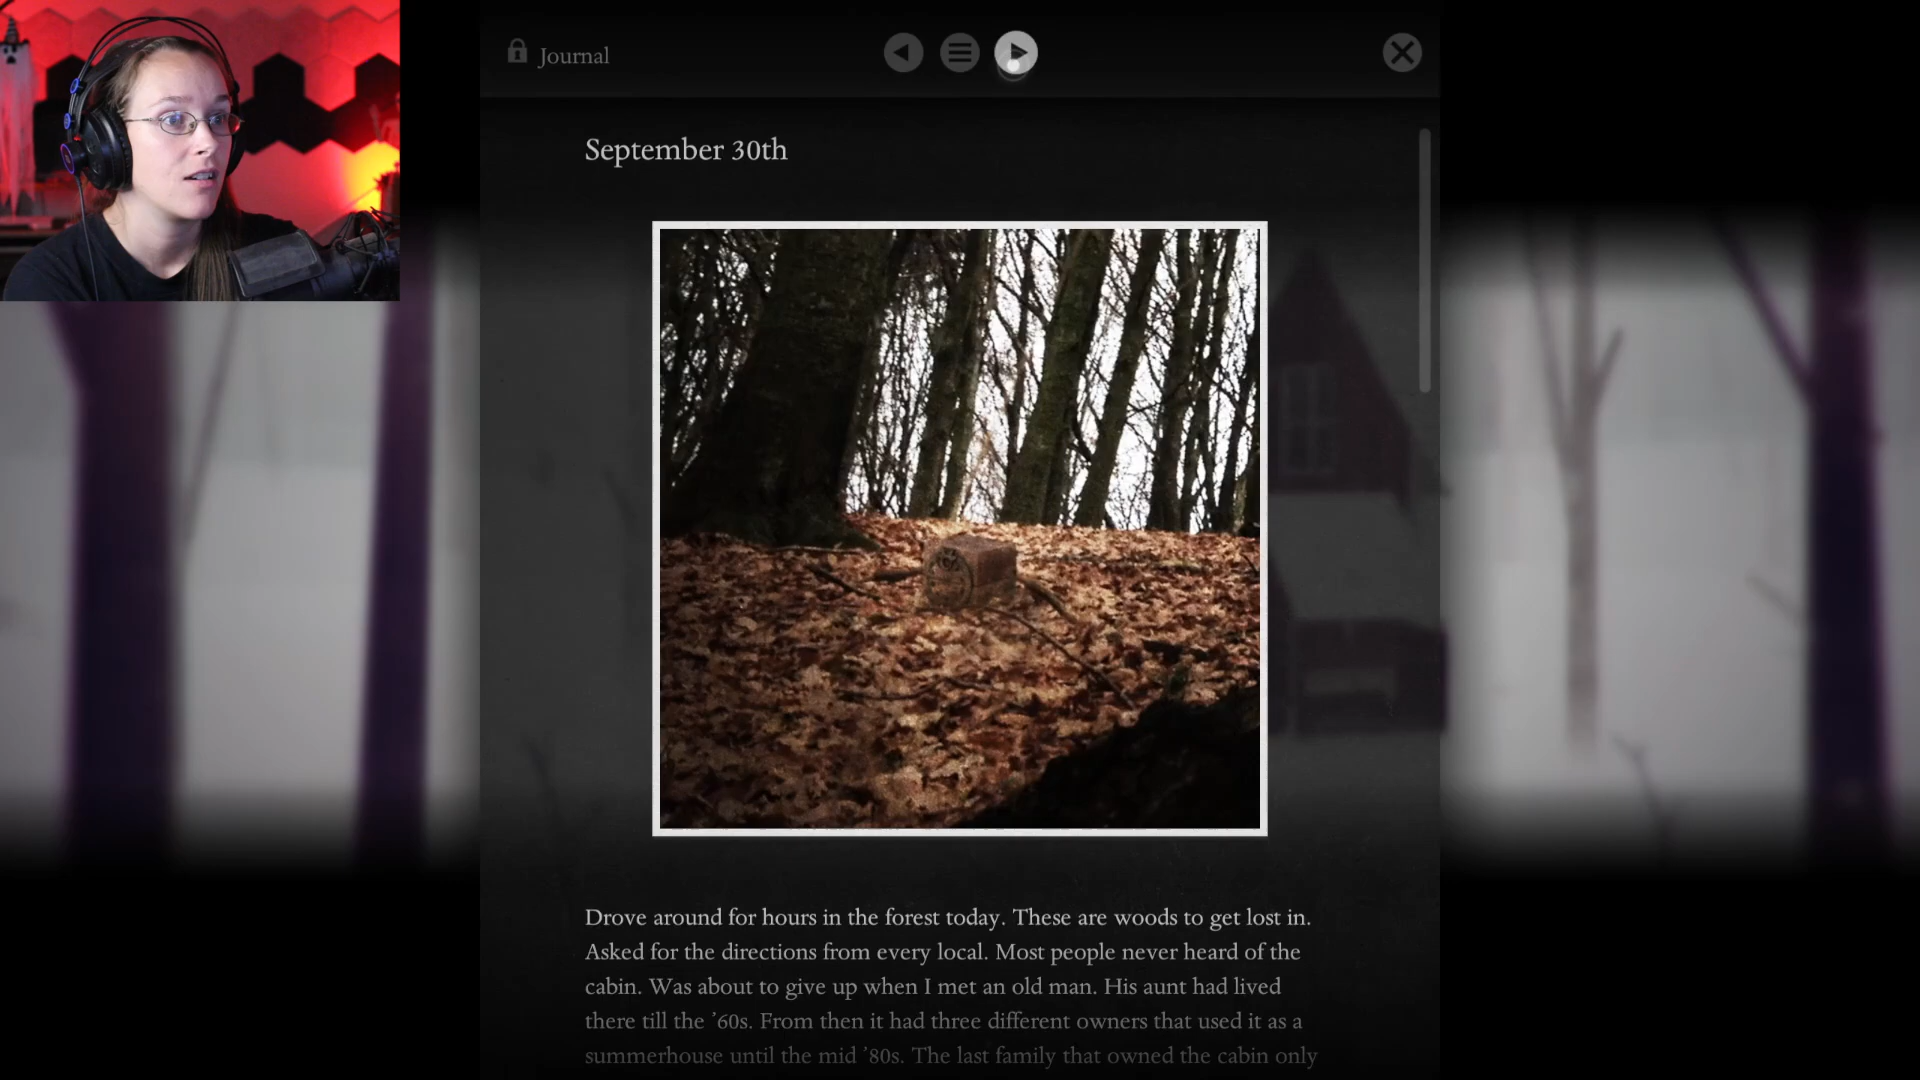 Journal
September 30th
Drove around for hours in the forest today. These are woods to get lost in.
Asked for the directions from every local. Most people never heard of the
cabin. Was about to give up when I met an old man. His aunt had lived
there till the ’60s. From then it had three different owners that used it as a
summerhouse until the mid ’80s. The last family that owned the cabin only